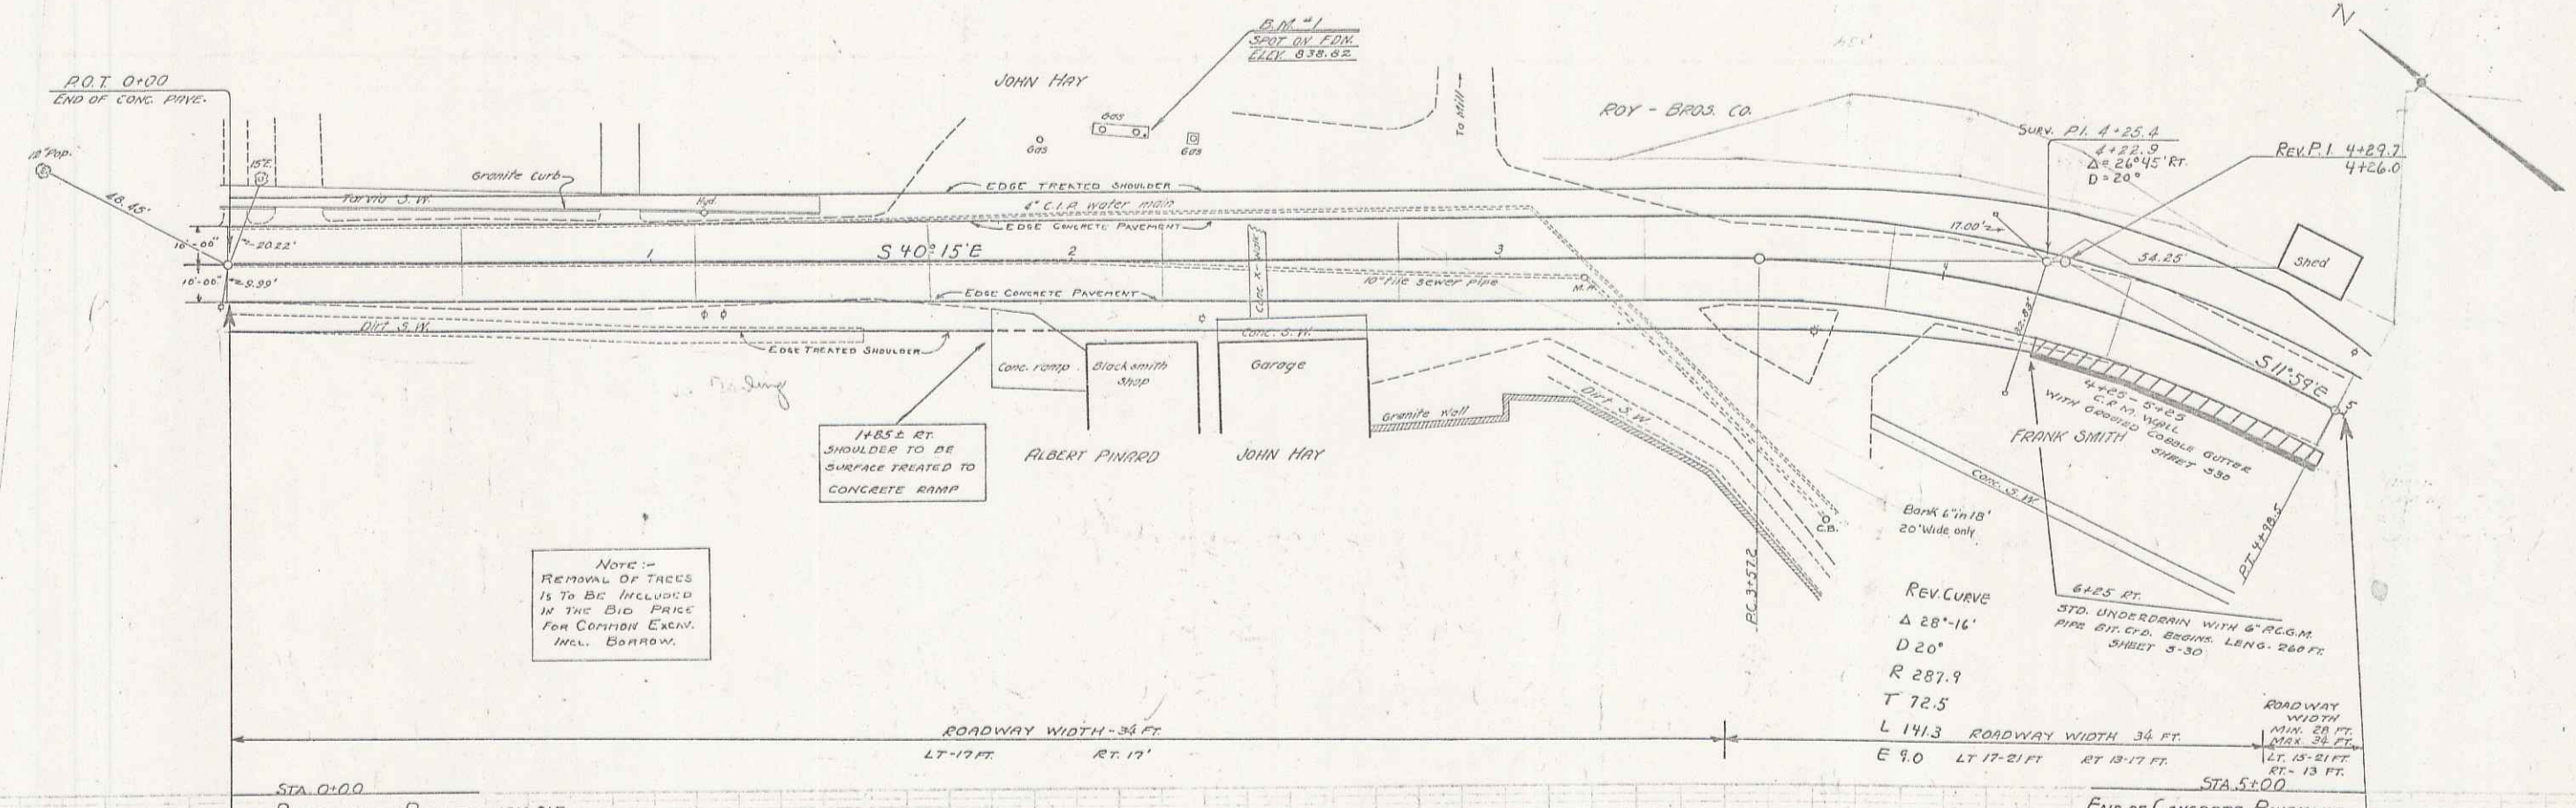 P.O.T. 0+00
END OF CONC. PAVE.
B.M. #1
SPOT ON FDN.
ELEV. 838.82
N
JOHN HAY
Gas
Gas
Gas
To Mill
ROY - BROS. CO.
SURV. P.I. 4+25.4
4+22.9
Δ = 26°45' RT.
D = 20°
REV. P.I. 4+29.7
4+26.0
12" Pop.
48.45'
15" E.
Granite Curb
Tarvia S.W.
Hyd.
EDGE TREATED SHOULDER
4" C.I.P. water main
EDGE CONCRETE PAVEMENT
17.00'
54.25'
Shed
10'-00"
20.22'
1
S 40°15'E
2
3
4
10'-00"
9.99'
10" Tile sewer pipe
M.H.
Conc. X-Walk
EDGE CONCRETE PAVEMENT
Dirt S.W.
EDGE TREATED SHOULDER
Conc. S.W.
Conc. ramp
Blacksmith
Shop
Garage
Granite Wall
Dirt S.W.
32.82'
S 11°59'E
5
4+25 - 5+25
C.R.M. WALL
WITH GROUTED COBBLE GUTTER
SHEET S30
FRANK SMITH
1+85± RT.
SHOULDER TO BE
SURFACE TREATED TO
CONCRETE RAMP
ALBERT PINARD
JOHN HAY
Conc. S.W.
C.B.
Bank 6" in 18'
20' Wide only
P.C. 3+57.2
P.T. 4+98.5
NOTE :-
REMOVAL OF TREES
IS TO BE INCLUDED
IN THE BID PRICE
FOR COMMON EXCAV.
INCL. BORROW.
6+25 RT.
STD. UNDERDRAIN WITH 6" P.C.G.M.
PIPE BIT. CTD. BEGINS. LENG. 260 FT.
SHEET S-30
REV. CURVE
Δ 28°-16'
D 20°
R 287.9
T 72.5
L 141.3
E 9.0
ROADWAY WIDTH - 34 FT.
LT - 17 FT. RT. 17'
ROADWAY WIDTH 34 FT.
LT 17-21 FT RT 13-17 FT.
ROADWAY
WIDTH
MIN. 28 FT.
MAX. 34 FT.
LT. 15-21 FT.
RT. - 13 FT.
STA. 0+00
STA. 5+00